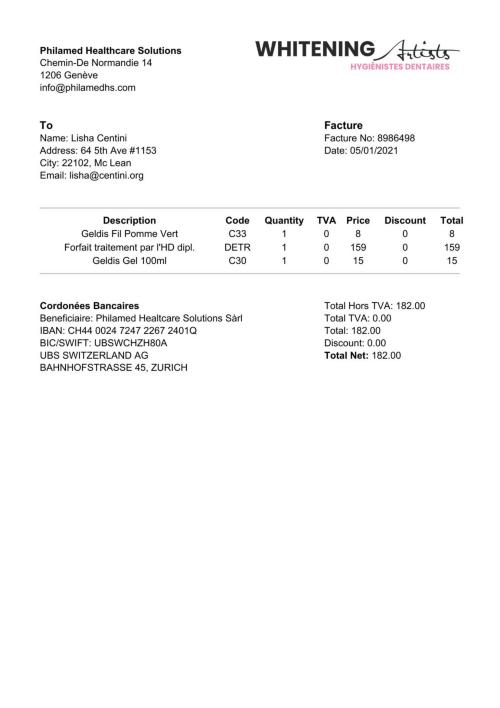 Philamed Healthcare Solutions
Chemin-De Normandie 14
1206 Genève
info@philamedhs.com
WHITENING Artists
HYGIÉNISTES DENTAIRES
To
Name: Lisha Centini
Address: 64 5th Ave #1153
City: 22102, Mc Lean
Email: lisha@centini.org
Facture
Facture No: 8986498
Date: 05/01/2021
Description Code Quantity TVA Price Discount Total
Geldis Fil Pomme Vert C33 1 0 8 0 8
Forfait traitement par l'HD dipl. DETR 1 0 159 0 159
Geldis Gel 100ml C30 1 0 15 0 15
Cordonées Bancaires
Beneficiaire: Philamed Healtcare Solutions Sàrl
IBAN: CH44 0024 7247 2267 2401Q
BIC/SWIFT: UBSWCHZH80A
UBS SWITZERLAND AG
BAHNHOFSTRASSE 45, ZURICH
Total Hors TVA: 182.00
Total TVA: 0.00
Total: 182.00
Discount: 0.00
Total Net: 182.00